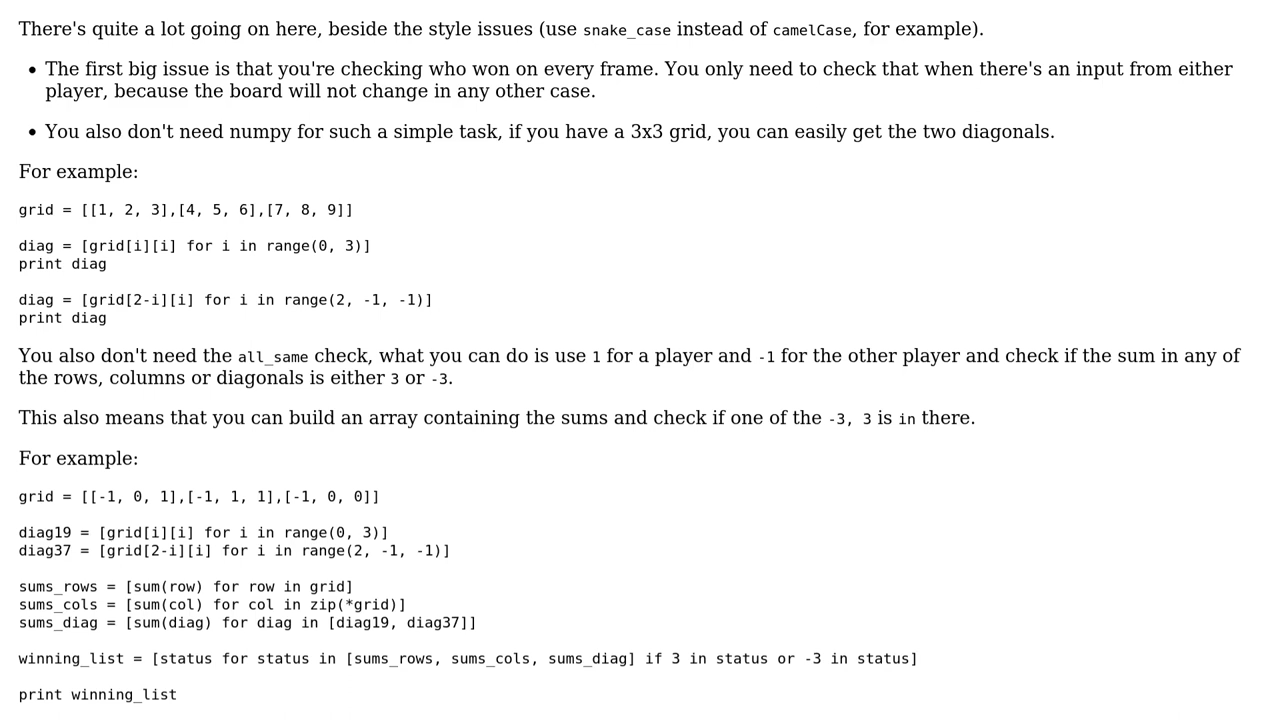 There's quite a lot going on here, beside the style issues (use snake_case instead of camelCase, for example).
• The first big issue is that you're checking who won on every frame. You only need to check that when there's an input from either
player, because the board will not change in any other case.
• You also don't need numpy for such a simple task, if you have a 3x3 grid, you can easily get the two diagonals.
For example:
grid = [[1, 2, 3],[4, 5, 6],[7, 8, 9]]
diag = [grid[i][i] for i in range(0, 3)]
print diag
diag = [grid[2-i][i] for i in range(2, -1, -1)]
print diag
You also don't need the all_same check, what you can do is use 1 for a player and -1 for the other player and check if the sum in any of
the rows, columns or diagonals is either 3 or -3.
This also means that you can build an array containing the sums and check if one of the -3, 3 is in there.
For example:
grid = [[-1, 0, 1],[-1, 1, 1],[-1, 0, 0]]
diag19 = [grid[i][i] for i in range(0, 3)]
diag37 = [grid[2-i][i] for i in range(2, -1, -1)]
sums_rows = [sum(row) for row in grid]
sums_cols = [sum(col) for col in zip(*grid)]
sums_diag = [sum(diag) for diag in [diag19, diag37]]
winning_list = [status for status in [sums_rows, sums_cols, sums_diag] if 3 in status or -3 in status]
print winning_list